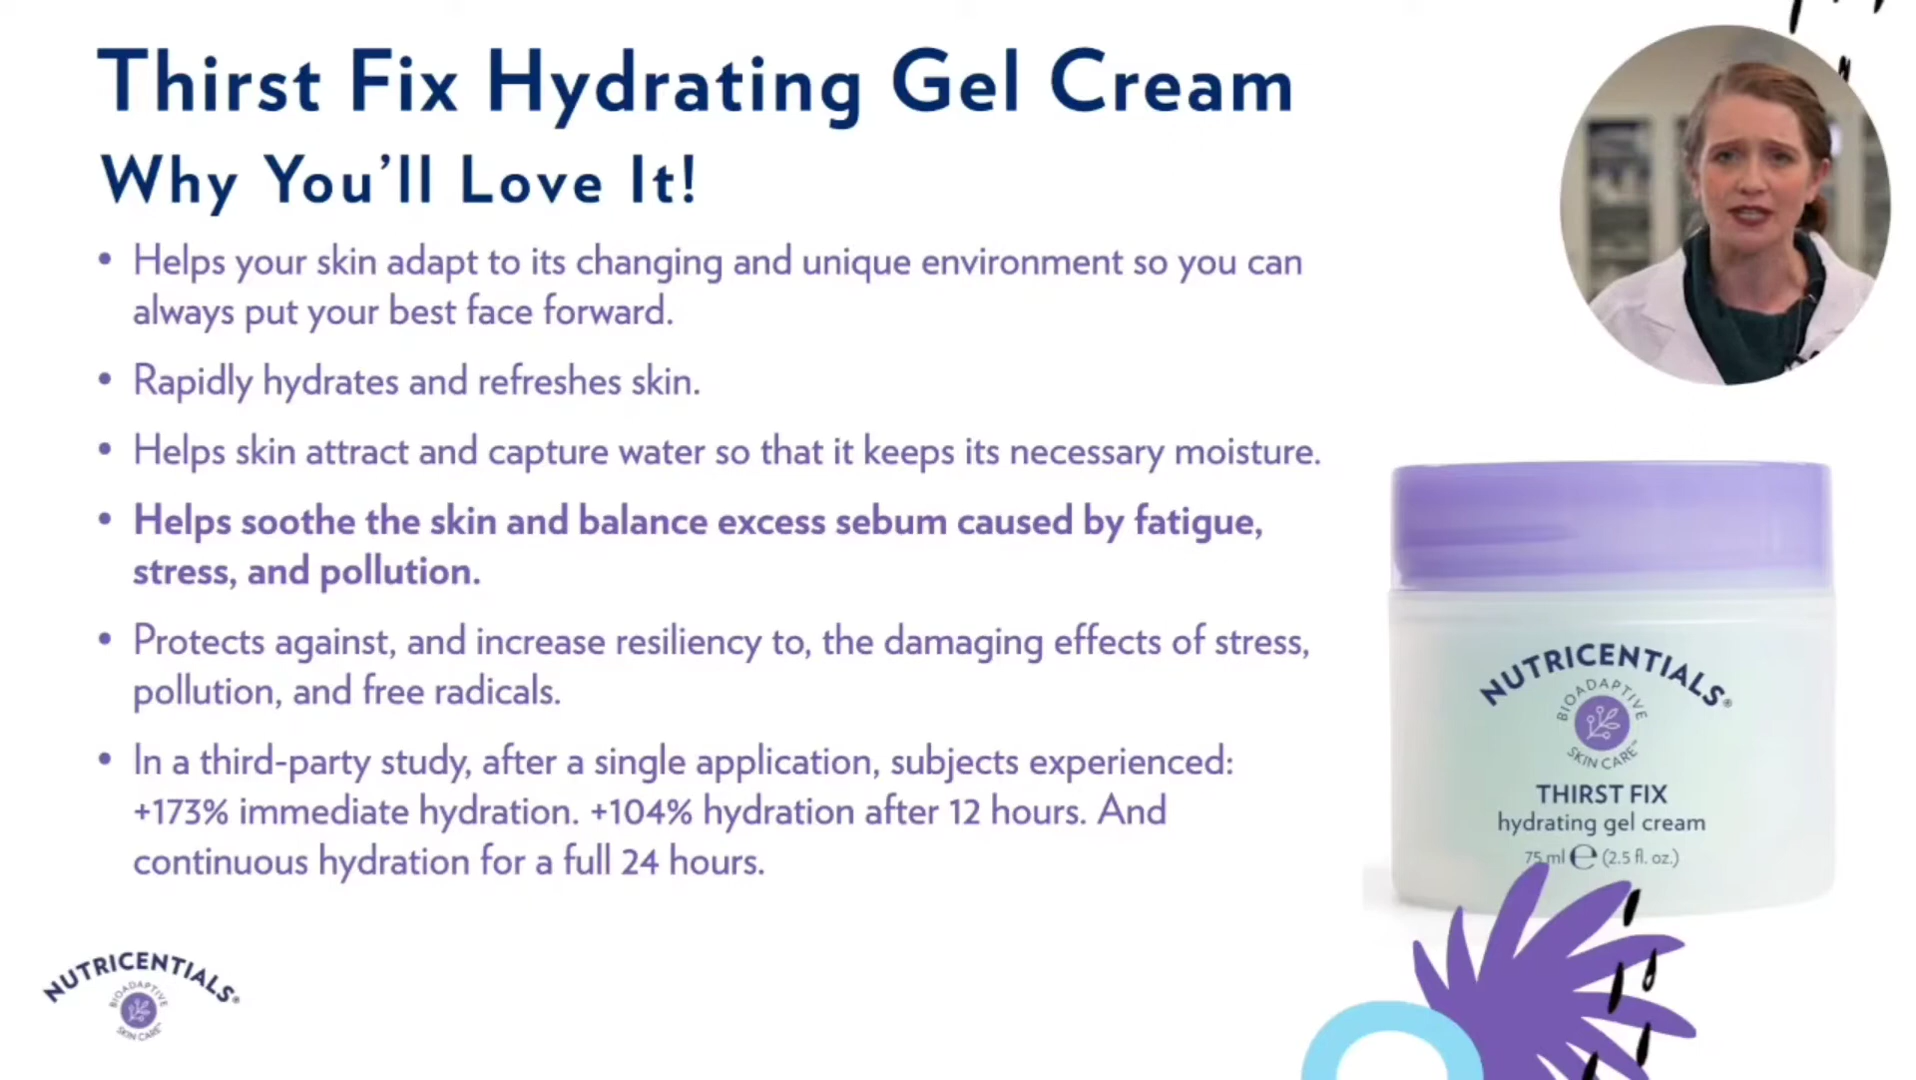 Thirst Fix Hydrating Gel Cream
Why You'll Love It!
• Helps your skin adapt to its changing and unique environment so you can
always put your best face forward.
• Rapidly hydrates and refreshes skin.
• Helps skin attract and capture water so that it keeps its necessary moisture.
• Helps soothe the skin and balance excess sebum caused by fatigue,
stress, and pollution.
• Protects against, and increase resiliency to, the damaging effects of stress,
pollution, and free radicals.
• In a third-party study, after a single application, subjects experienced:
+173% immediate hydration. +104% hydration after 12 hours. And
continuous hydration for a full 24 hours.
NUTRICENTIALS®
BIOADAPTIVE
SKIN CARE™
THIRST FIX
hydrating gel cream
75 ml ℮ (2.5 fl. oz.)
NUTRICENTIALS®
BIOADAPTIVE
SKIN CARE™